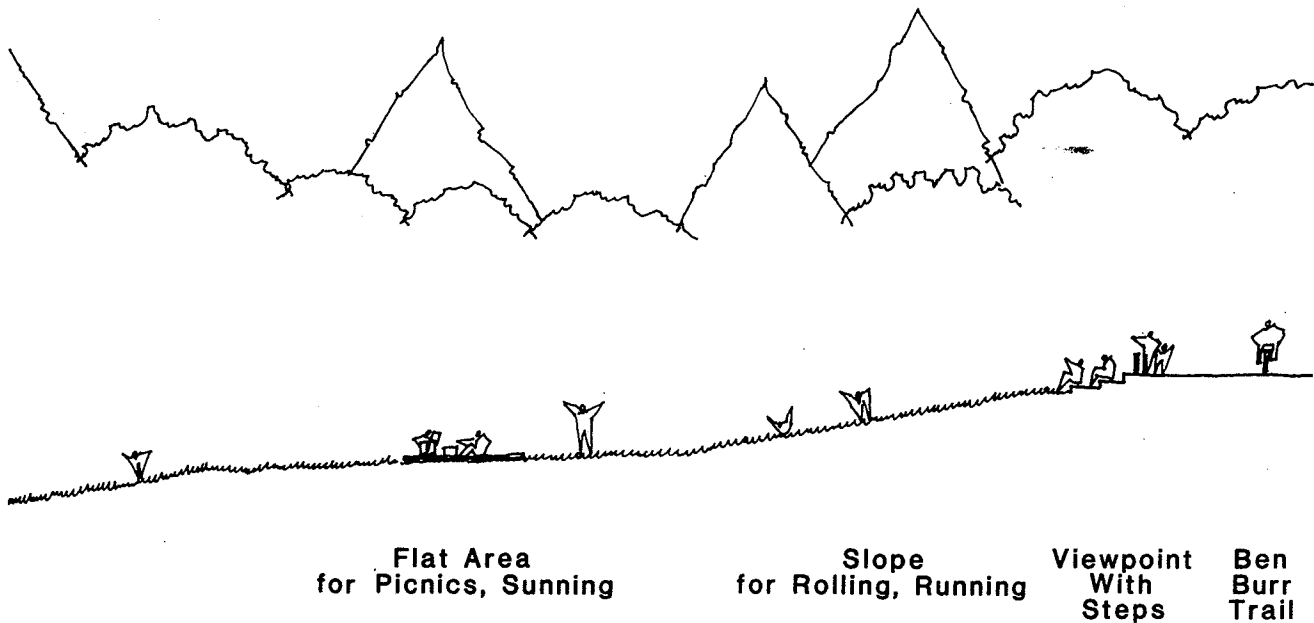 Flat Area
for Picnics, Sunning
Slope
for Rolling, Running
Viewpoint
With
Steps
Ben
Burr
Trail